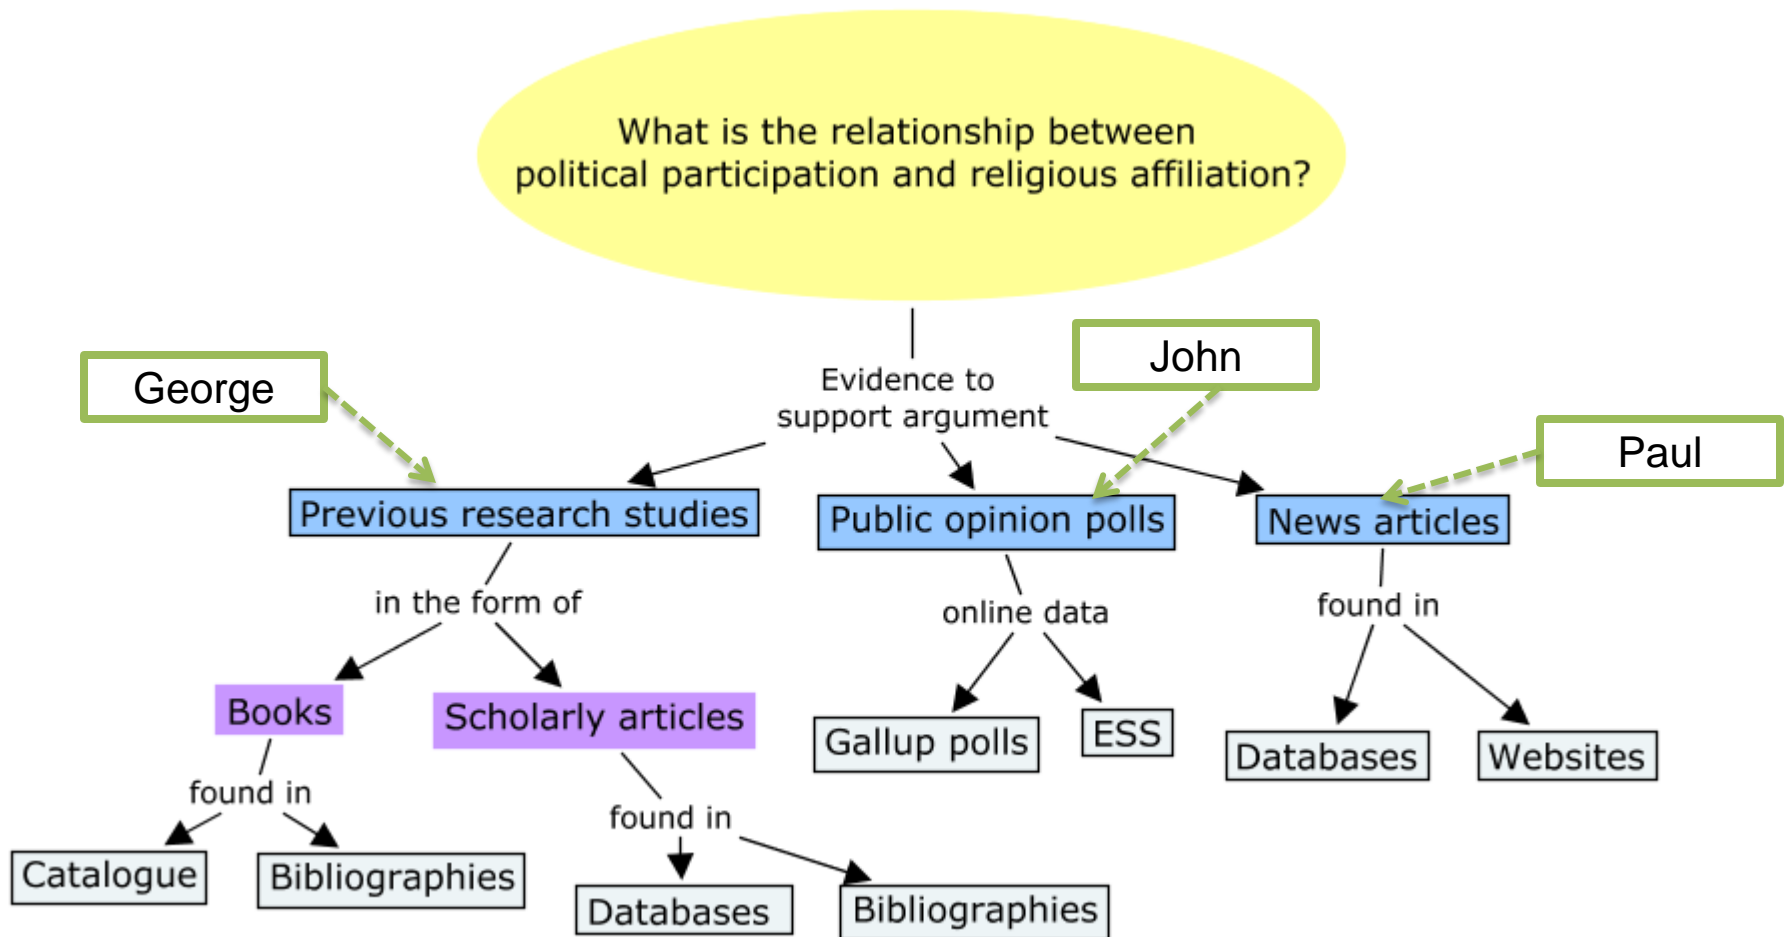 What is the relationship between
political participation and religious affiliation?
George
John
Paul
Evidence to
support argument
Previous research studies
Public opinion polls
News articles
in the form of
online data
found in
Books
Scholarly articles
Gallup polls
ESS
Databases
Websites
found in
found in
Catalogue
Bibliographies
Databases
Bibliographies